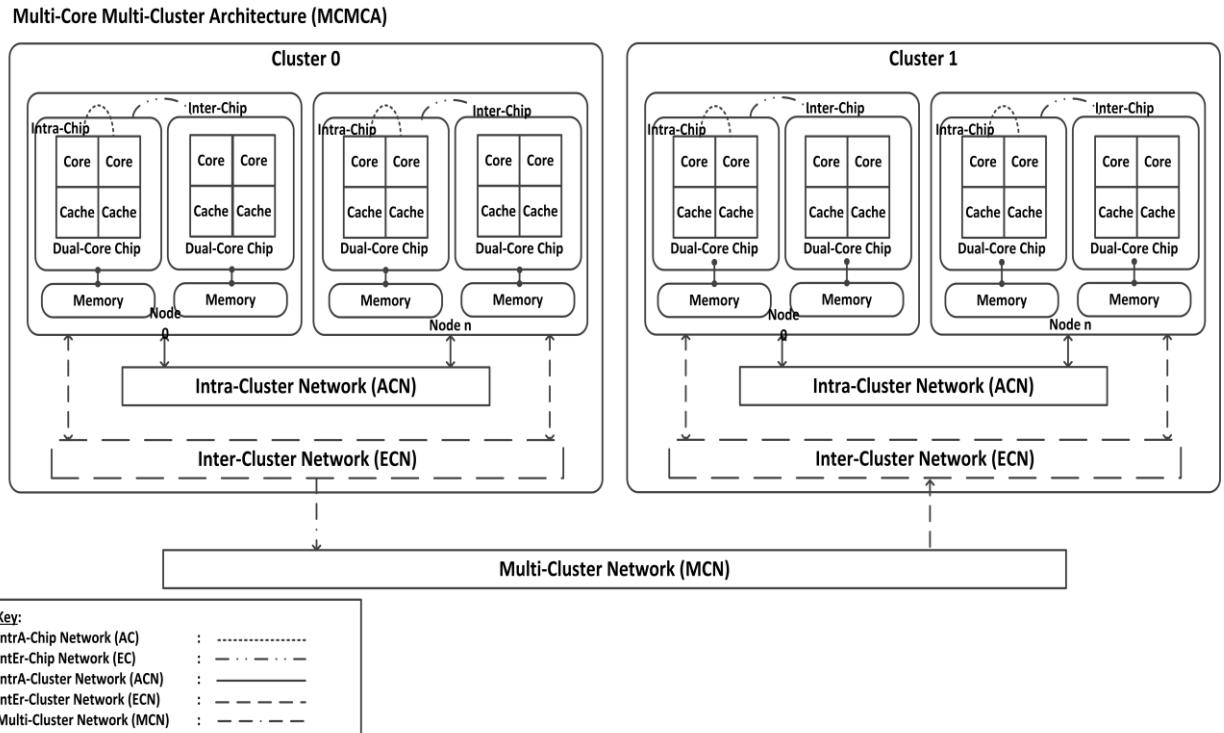 Multi-Core Multi-Cluster Architecture (MCMCA)
Cluster 0
Inter-Chip
Intra-Chip
Core Core
Cache Cache
Dual-Core Chip
Memory
Core Core
Cache Cache
Dual-Core Chip
Memory
Node
0
Inter-Chip
Intra-Chip
Core Core
Cache Cache
Dual-Core Chip
Memory
Core Core
Cache Cache
Dual-Core Chip
Memory
Node n
Intra-Cluster Network (ACN)
Inter-Cluster Network (ECN)
Cluster 1
Inter-Chip
Intra-Chip
Core Core
Cache Cache
Dual-Core Chip
Memory
Core Core
Cache Cache
Dual-Core Chip
Memory
Node
0
Inter-Chip
Intra-Chip
Core Core
Cache Cache
Dual-Core Chip
Memory
Core Core
Cache Cache
Dual-Core Chip
Memory
Node n
Intra-Cluster Network (ACN)
Inter-Cluster Network (ECN)
Multi-Cluster Network (MCN)
Key:
IntrA-Chip Network (AC) :
IntEr-Chip Network (EC) :
IntrA-Cluster Network (ACN) :
IntEr-Cluster Network (ECN) :
Multi-Cluster Network (MCN) :